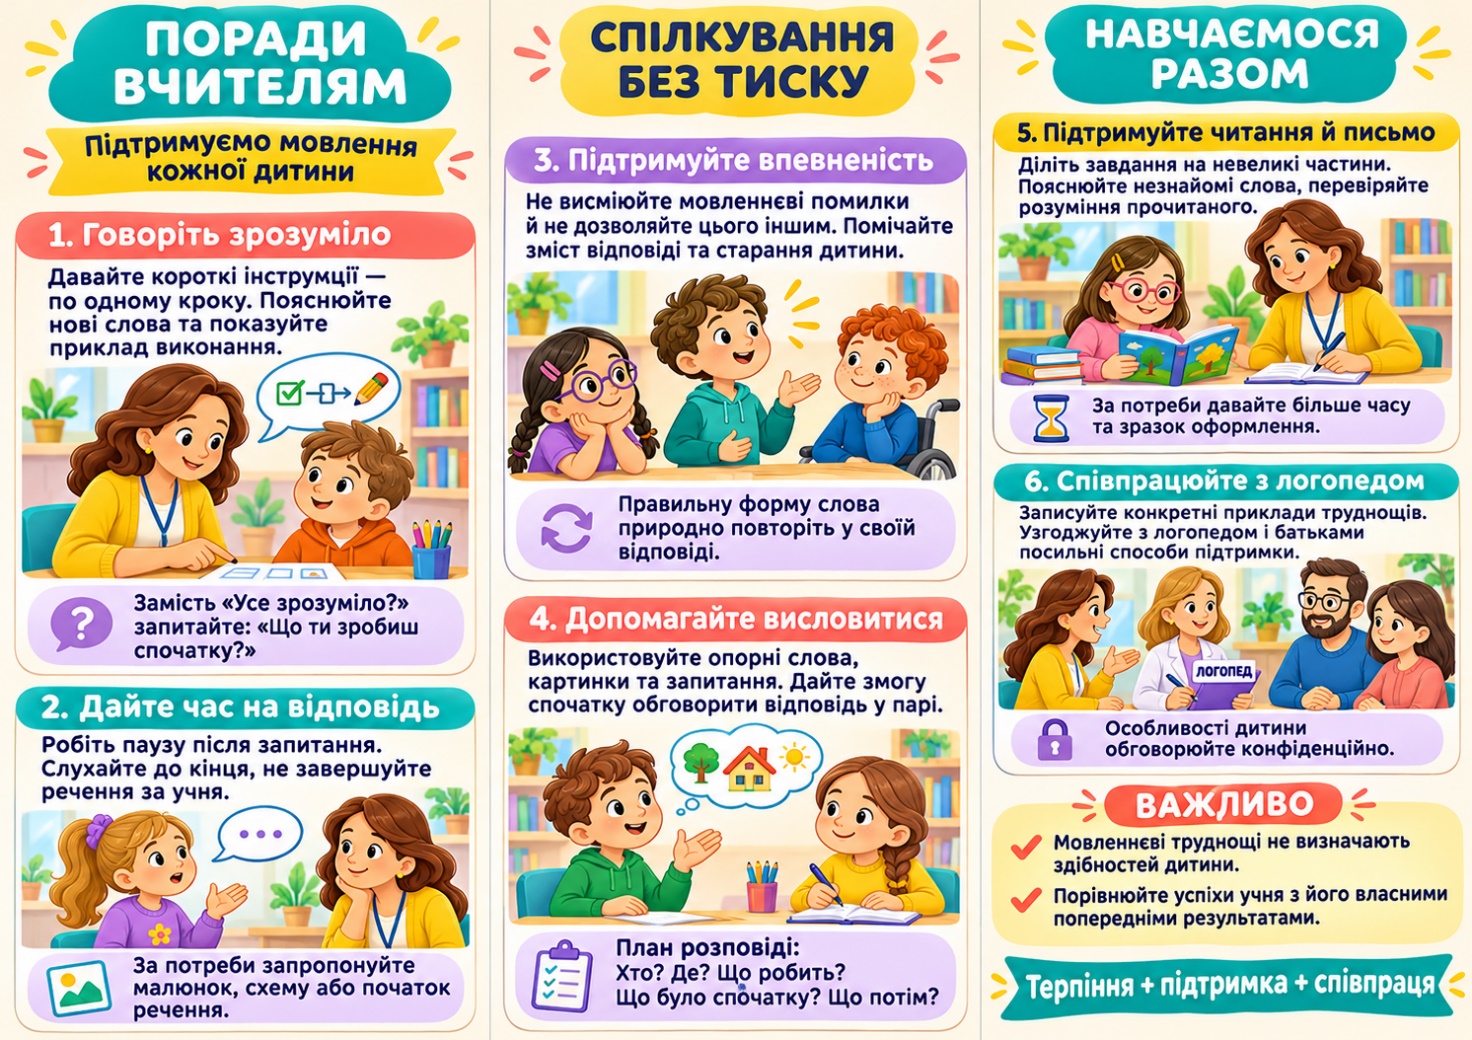 ПОРАДИ
ВЧИТЕЛЯМ
Підтримуємо мовлення
кожної дитини
1. Говоріть зрозуміло
Давайте короткі інструкції —
по одному кроку. Пояснюйте
нові слова та показуйте
приклад виконання.
Замість «Усе зрозуміло?»
запитайте: «Що ти зробиш
спочатку?»
2. Дайте час на відповідь
Робіть паузу після запитання.
Слухайте до кінця, не завершуйте
речення за учня.
За потреби запропонуйте
малюнок, схему або початок
речення.
СПІЛКУВАННЯ
БЕЗ ТИСКУ
3. Підтримуйте впевненість
Не висміюйте мовленнєві помилки
й не дозволяйте цього іншим. Помічайте
зміст відповіді та старання дитини.
Правильну форму слова
природно повторіть у своїй
відповіді.
4. Допомагайте висловитися
Використовуйте опорні слова,
картинки та запитання. Дайте змогу
спочатку обговорити відповідь у парі.
План розповіді:
Хто? Де? Що робить?
Що було спочатку? Що потім?
НАВЧАЄМОСЯ
РАЗОМ
5. Підтримуйте читання й письмо
Діліть завдання на невеликі частини.
Пояснюйте незнайомі слова, перевіряйте
розуміння прочитаного.
За потреби давайте більше часу
та зразок оформлення.
6. Співпрацюйте з логопедом
Записуйте конкретні приклади труднощів.
Узгоджуйте з логопедом і батьками
посильні способи підтримки.
ЛОГОПЕД
Особливості дитини
обговорюйте конфіденційно.
ВАЖЛИВО
Мовленнєві труднощі не визначають
здібностей дитини.
Порівнюйте успіхи учня з його власними
попередніми результатами.
Терпіння + підтримка + співпраця